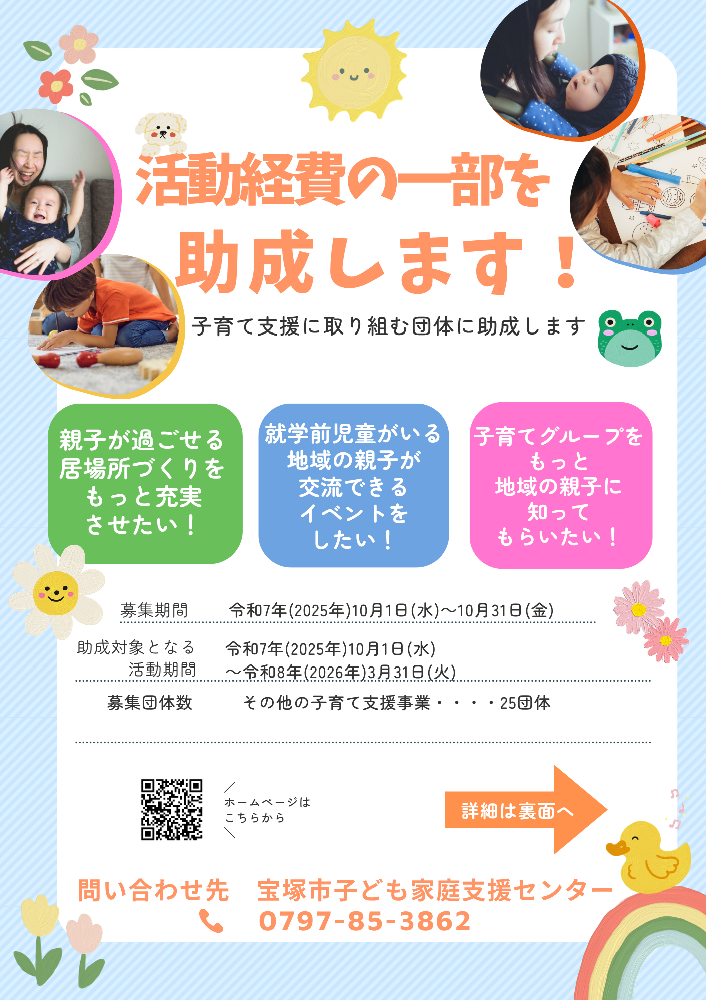 活動経費の一部を
助成します！
子育て支援に取り組む団体に助成します
親子が過ごせる
居場所づくりを
もっと充実
させたい！
就学前児童がいる
地域の親子が
交流できる
イベントを
したい！
子育てグループを
もっと
地域の親子に
知って
もらいたい！
募集期間 令和7年(2025年)10月1日(水)～10月31日(金)
助成対象となる
活動期間
令和7年(2025年)10月1日(水)
～令和8年(2026年)3月31日(火)
募集団体数 その他の子育て支援事業・・・・25団体
／
ホームページは
こちらから
＼
詳細は裏面へ
問い合わせ先 宝塚市子ども家庭支援センター
0797-85-3862